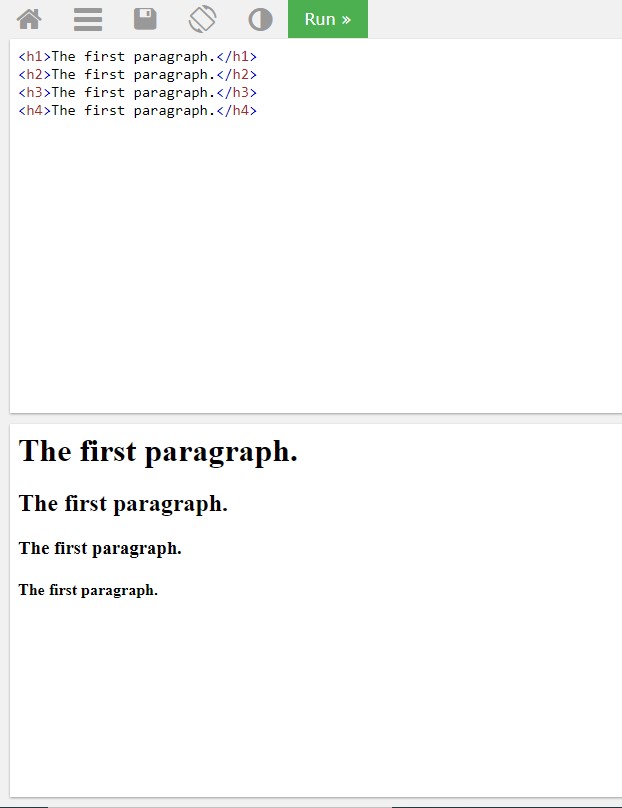 Run »
<h1>The first paragraph.</h1>
<h2>The first paragraph.</h2>
<h3>The first paragraph.</h3>
<h4>The first paragraph.</h4>
The first paragraph.
The first paragraph.
The first paragraph.
The first paragraph.